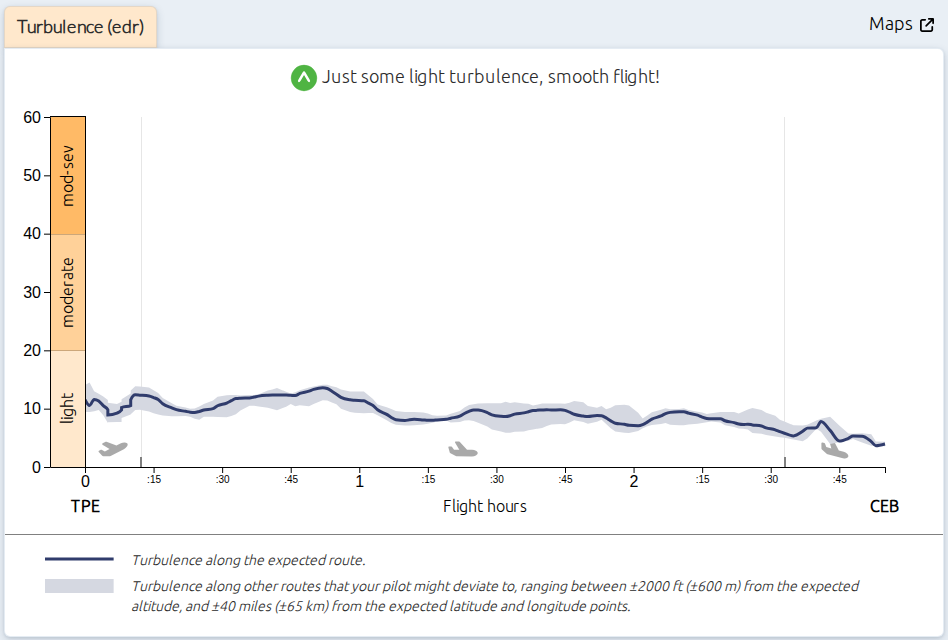 Turbulence (edr)
Maps
Just some light turbulence, smooth flight!
60
50
40
30
20
10
0
mod-sev
moderate
light
0 :15 :30 :45 1 :15 :30 :45 2 :15 :30 :45
TPE Flight hours CEB
Turbulence along the expected route.
Turbulence along other routes that your pilot might deviate to, ranging between ±2000 ft (±600 m) from the expected
altitude, and ±40 miles (±65 km) from the expected latitude and longitude points.